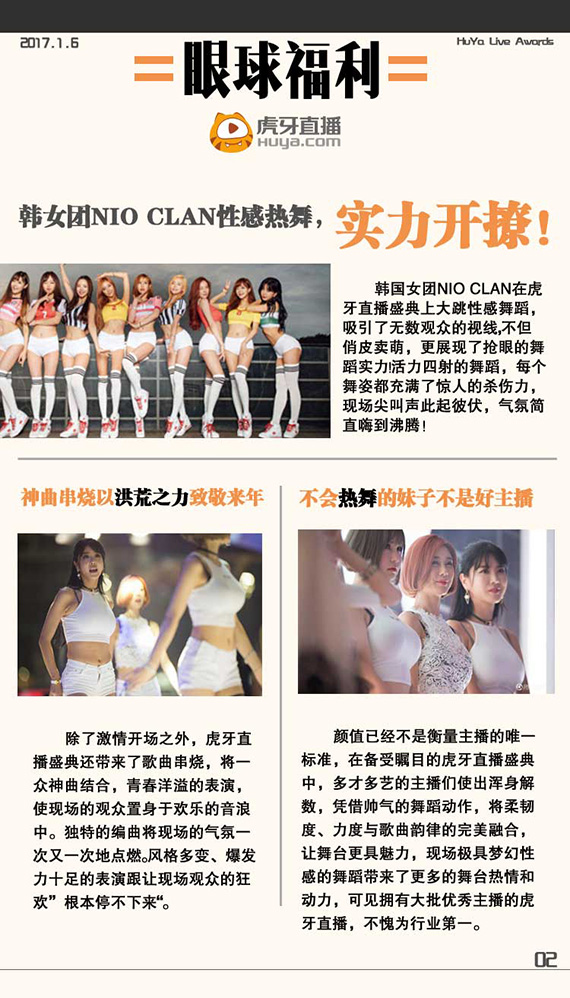 2017.1.6
HuYa Live Awards
=眼球福利=
虎牙直播
HUYA.com
韩女团NIO CLAN性感热舞，实力开撩！
韩国女团NIO CLAN在虎
牙直播盛典上大跳性感舞蹈，
吸引了无数观众的视线,不但
俏皮卖萌，更展现了抢眼的舞
蹈实力!活力四射的舞蹈，每个
舞姿都充满了惊人的杀伤力，
现场尖叫声此起彼伏，气氛简
直嗨到沸腾！
神曲串烧以洪荒之力致敬来年
除了激情开场之外，虎牙直
播盛典还带来了歌曲串烧，将一
众神曲结合，青春洋溢的表演，
使现场的观众置身于欢乐的音浪
中。独特的编曲将现场的气氛一
次又一次地点燃。风格多变、爆发
力十足的表演跟让现场观众的狂
欢”根本停不下来“。
不会热舞的妹子不是好主播
颜值已经不是衡量主播的唯一
标准，在备受瞩目的虎牙直播盛典
中，多才多艺的主播们使出浑身解
数，凭借帅气的舞蹈动作，将柔韧
度、力度与歌曲韵律的完美融合，
让舞台更具魅力，现场极具梦幻性
感的舞蹈带来了更多的舞台热情和
动力，可见拥有大批优秀主播的虎
牙直播，不愧为行业第一。
02